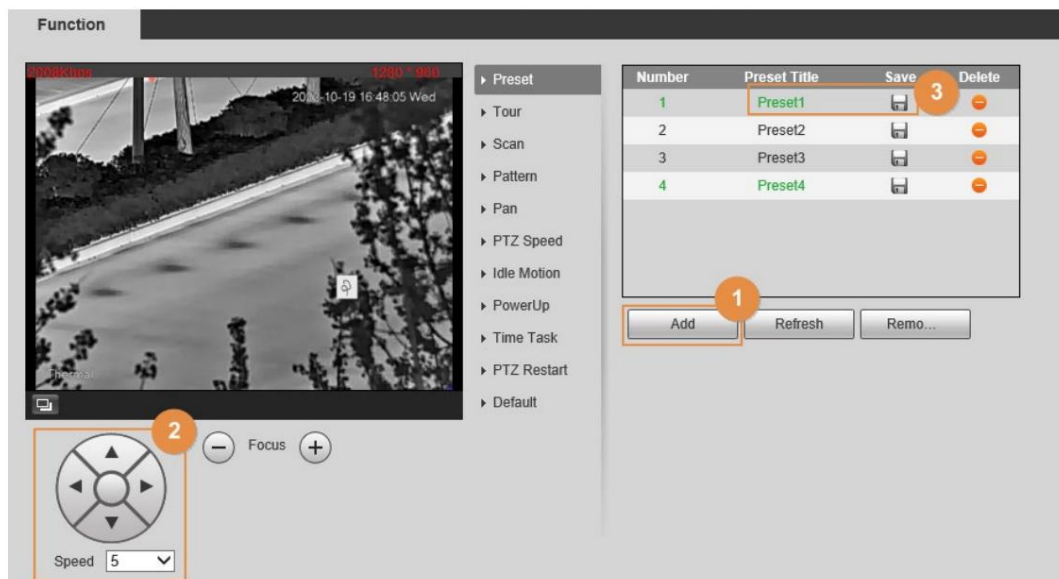 Function
2008Kbps 1280 * 960
-10-19 16:48:05 Wed
Thermal
Preset
Tour
Scan
Pattern
Pan
PTZ Speed
Idle Motion
PowerUp
Time Task
PTZ Restart
Default
Number Preset Title Save Delete
3
1 Preset1
2 Preset2
3 Preset3
4 Preset4
1
Add Refresh Remo...
2
Focus
Speed 5